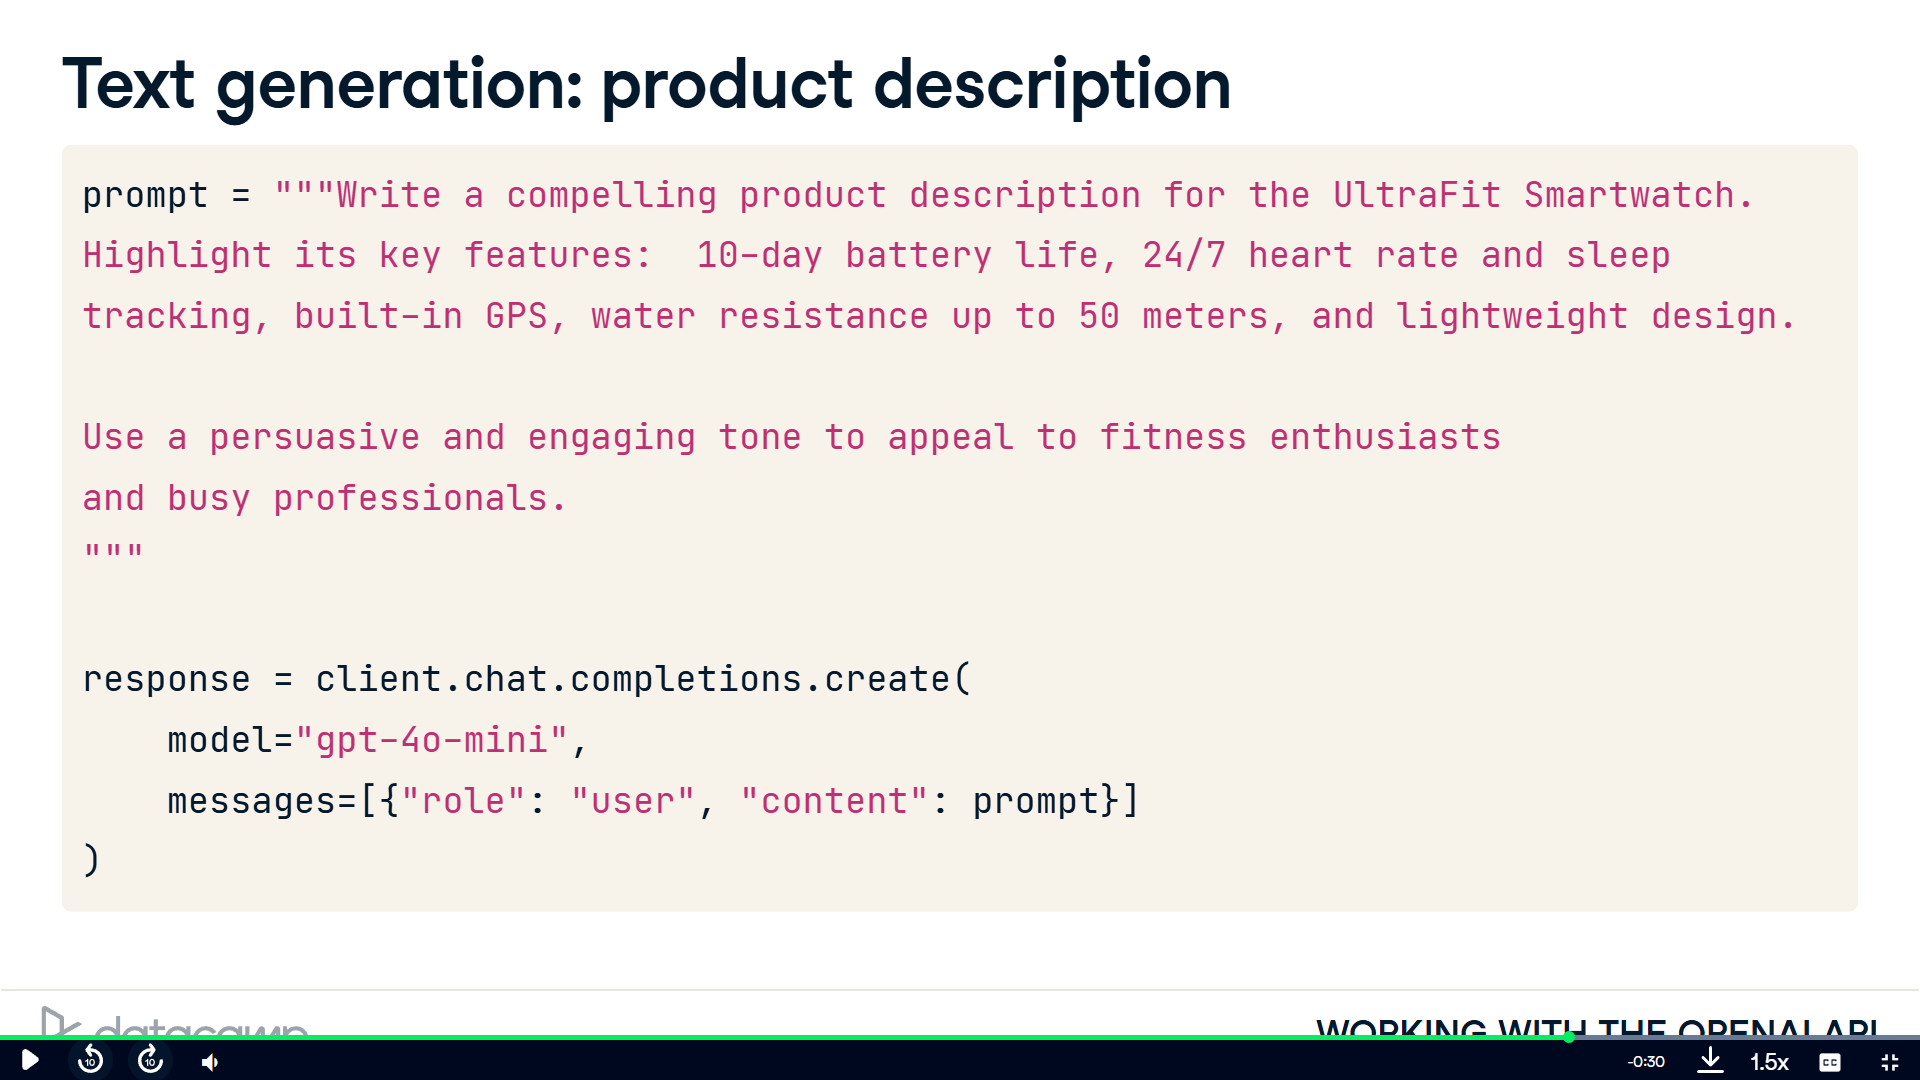 Text generation: product description
prompt = """Write a compelling product description for the UltraFit Smartwatch.
Highlight its key features:  10-day battery life, 24/7 heart rate and sleep
tracking, built-in GPS, water resistance up to 50 meters, and lightweight design.
Use a persuasive and engaging tone to appeal to fitness enthusiasts
and busy professionals.
"""
response = client.chat.completions.create(
    model="gpt-4o-mini",
    messages=[{"role": "user", "content": prompt}]
)
datacamp
WORKING WITH THE OPENAI API
10
10
-0:30
1.5x
CC